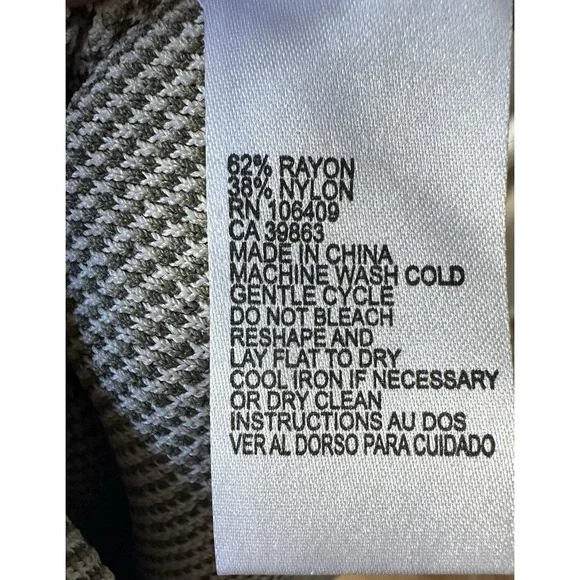 62% RAYON
38% NYLON
RN 106409
CA 39863
MADE IN CHINA
MACHINE WASH COLD
GENTLE CYCLE
DO NOT BLEACH
RESHAPE AND
LAY FLAT TO DRY
COOL IRON IF NECESSARY
OR DRY CLEAN
INSTRUCTIONS AU DOS
VER AL DORSO PARA CUIDADO